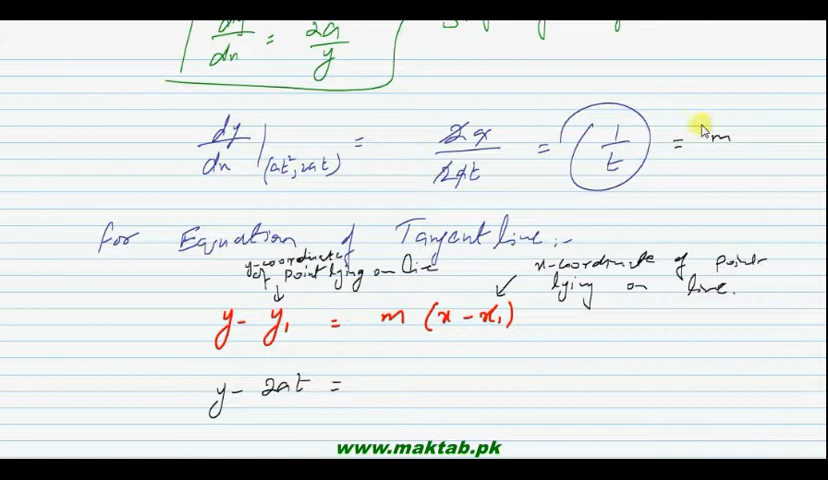 dy/dx = 2a/y
dy/dx |(at², 2at) = 2a/2at = 1/t = m
for Equation of Tangent line:-
y-coordinate of point lying on line
x-coordinate of point lying on line.
y - y₁ = m (x - x₁)
y - 2at =
www.maktab.pk